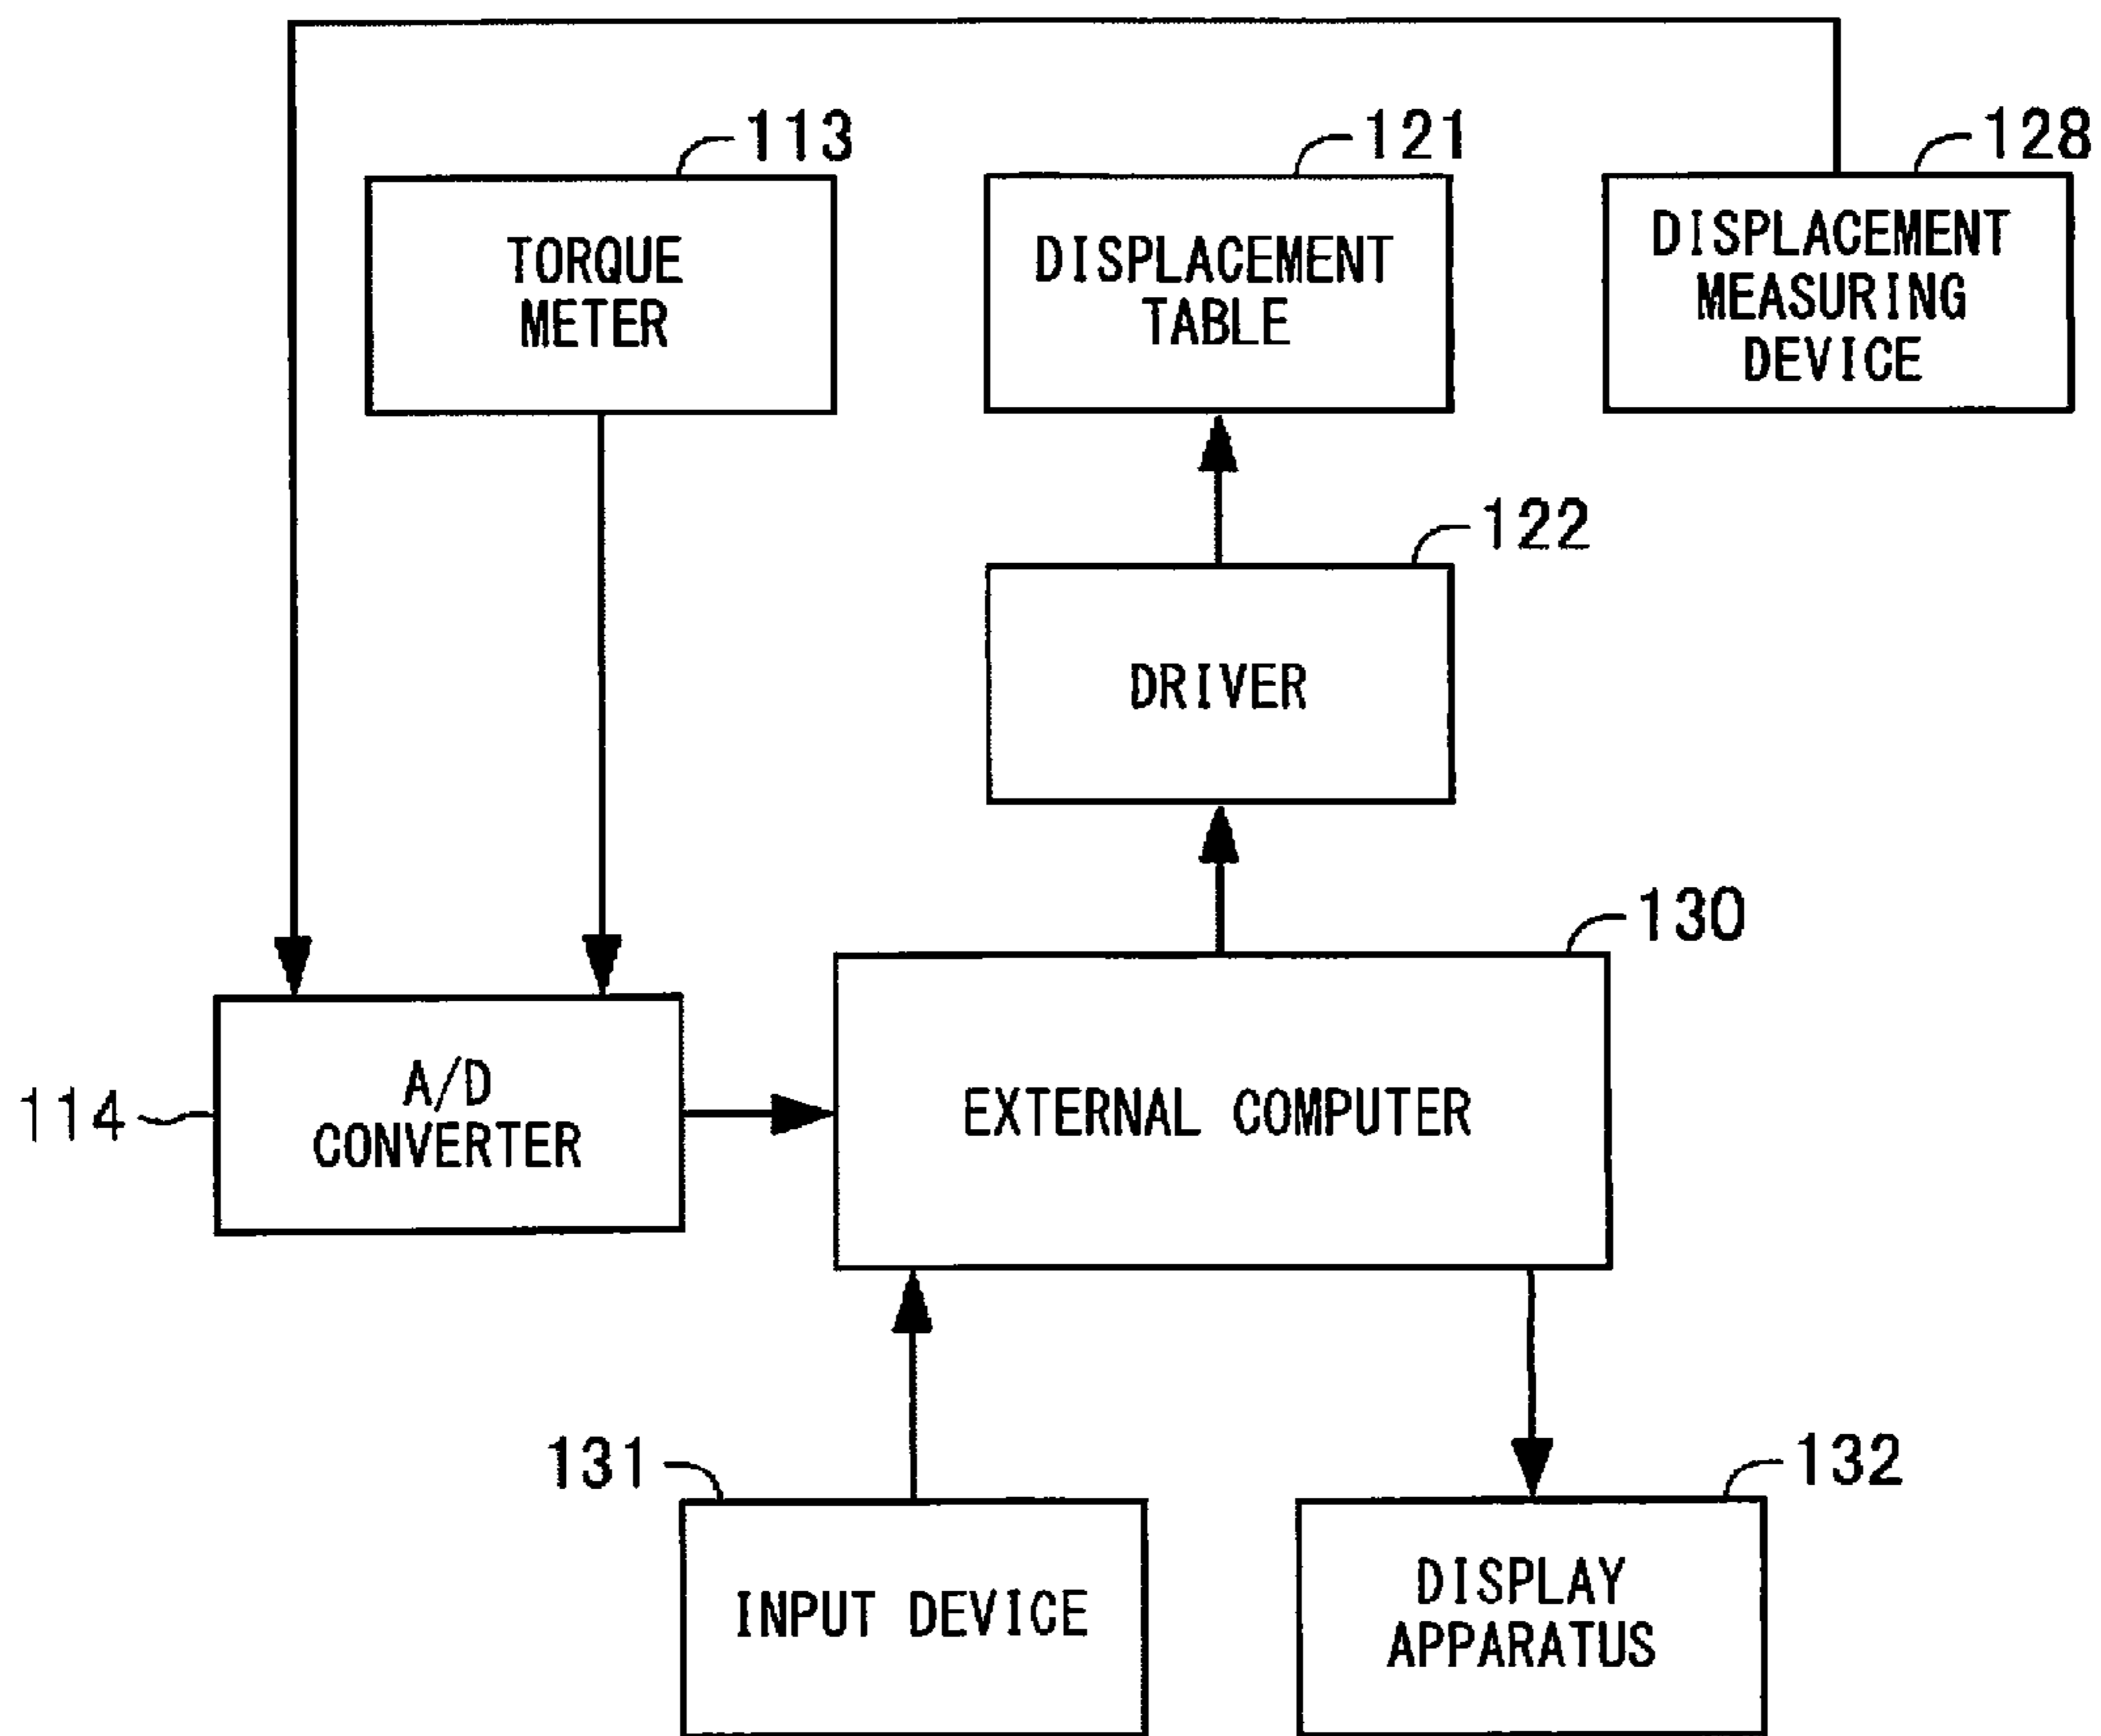 113
121
128
TORQUE
METER
DISPLACEMENT
TABLE
DISPLACEMENT
MEASURING
DEVICE
122
DRIVER
130
114
A/D
CONVERTER
EXTERNAL COMPUTER
131
132
INPUT DEVICE
DISPLAY
APPARATUS